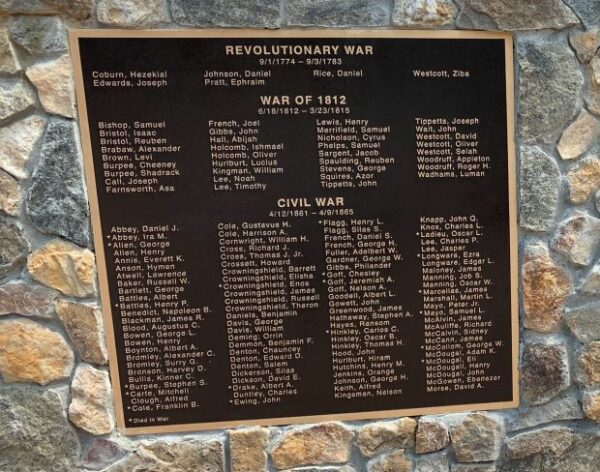 REVOLUTIONARY WAR
9/1/1774 – 9/3/1783
Coburn, Hezekial
Edwards, Joseph
Johnson, Daniel
Pratt, Ephraim
Rice, Daniel
Westcott, Ziba
WAR OF 1812
6/18/1812 – 3/23/1815
Bishop, Samuel
Bristol, Isaac
Bristol, Reuben
Brabaw, Alexander
Brown, Levi
Burpee, Cheeney
Burpee, Shadrack
Call, Joseph
Farnsworth, Asa
French, Joel
Gibbs, John
Hall, Abijah
Holcomb, Ishmael
Holcomb, Oliver
Hurlburt, Lucius
Kingman, William
Lee, Noah
Lee, Timothy
Lewis, Henry
Merrifield, Samuel
Nicholson, Cyrus
Phelps, Samuel
Sargent, Jacob
Spaulding, Reuben
Stevens, George
Squires, Azor
Tippetts, John
Tippetts, Joseph
Wait, John
Westcott, David
Westcott, Oliver
Westcott, Selah
Woodruff, Appleton
Woodruff, Roger H.
Wadhams, Luman
CIVIL WAR
4/12/1861 – 4/9/1865
Abbey, Daniel J.
* Abbey, Ira M.
* Allen, George
Allen, Henry
Annis, Everett K.
Anson, Hyman
Atwell, Lawrence
Baker, Russell W.
Bartlett, George
Battles, Albert
* Battles, Henry P.
Benedict, Napoleon B.
Blackman, James R.
Blood, Augustus C.
Bowen, George L.
Bowen, Henry
Boynton, Albert A.
Bromley, Alexander C.
Bromley, Surry G.
Bronson, Harvey D.
Bullis, Kinner C.
* Burpee, Stephen S.
* Carte, Mitchell
Clough, Alfred
* Cole, Franklin B.
Cole, Gustavus H.
Cole, Harrison A.
Cornwright, William H.
Cross, Richard J.
Cross, Thomas J. Jr.
Crossett, Howard
Crowningshield, Barrett
Crowningshield, Elisha
* Crowningshield, Enos
Crowningshield, James
Crowningshield, Russell
Crowningshield, Theron
Daniels, Benjamin
Davis, George
Davis, William
Deming, Orrin
Demmon, Benjamin F.
Denton, Chauncey
Denton, Edward D.
Denton, Salem
Dickerson, Silas
Dickson, David E.
* Drake, Albert A.
Duntley, Charles
* Ewing, John
* Flagg, Henry L.
Flagg, Silas S.
French, Daniel S.
French, George H.
Fuller, Adelbert W.
Gardner, George W.
Gibbs, Philander
* Goff, Chesley
* Goff, Jeremiah A.
Goff, Nelson A.
Goodell, Albert L.
Gowett, John
Greenwood, James
Hathaway, Stephen A.
* Hayes, Ransom
* Hinkley, Carlos C.
* Hinkley, Oscar B.
Hinkley, Thomas H.
Hood, John
Hurlburt, Hiram
Hutchins, Henry M.
Jenkins, Orange
Johnson, George H.
Keith, Alfred
Kingsman, Nelson
Knapp, John Q.
Knox, Charles L.
* Ladieu, Oscar L.
Lee, Charles P.
Lee, Jasper
* Longware, Ezra
Longware, Edgar L.
Maloney, James
Manning, Job S.
Manning, Oscar W.
* Marcellas, James
Marshall, Martin L.
Mayo, Peter Jr.
* Mayo, Samuel L.
McAlvin, James
McAuliffe, Richard
McCalvin, Sidney
McCann, James
* McCollom, George W.
McDougal, Adam K.
* McDougal, Eli
McDougal, Henry
McDougal, John
McGowen, Ebenezer
Morse, David A.
* Died in War